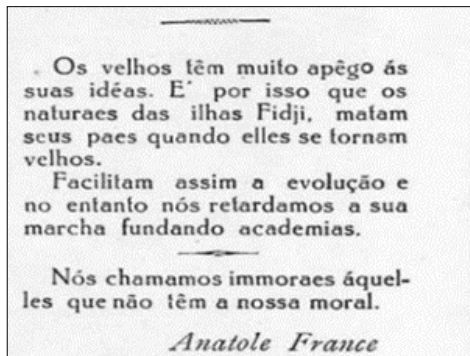 Os velhos têm muito apêgo ás
suas idéas. E' por isso que os
naturaes das ilhas Fidji, matam
seus paes quando elles se tornam
velhos.
Facilitam assim a evolução e
no entanto nós retardamos a sua
marcha fundando academias.
Nós chamamos immoraes áquel-
les que não têm a nossa moral.
Anatole France